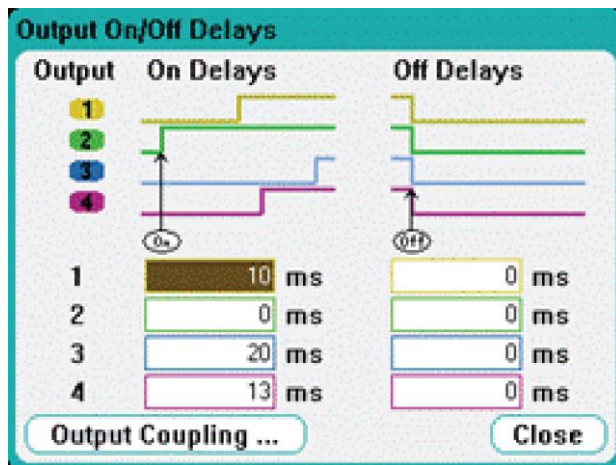 Output On/Off Delays
Output On Delays Off Delays
1
2
3
4
On Off
1 10 ms 0 ms
2 0 ms 0 ms
3 20 ms 0 ms
4 13 ms 0 ms
Output Coupling ... Close